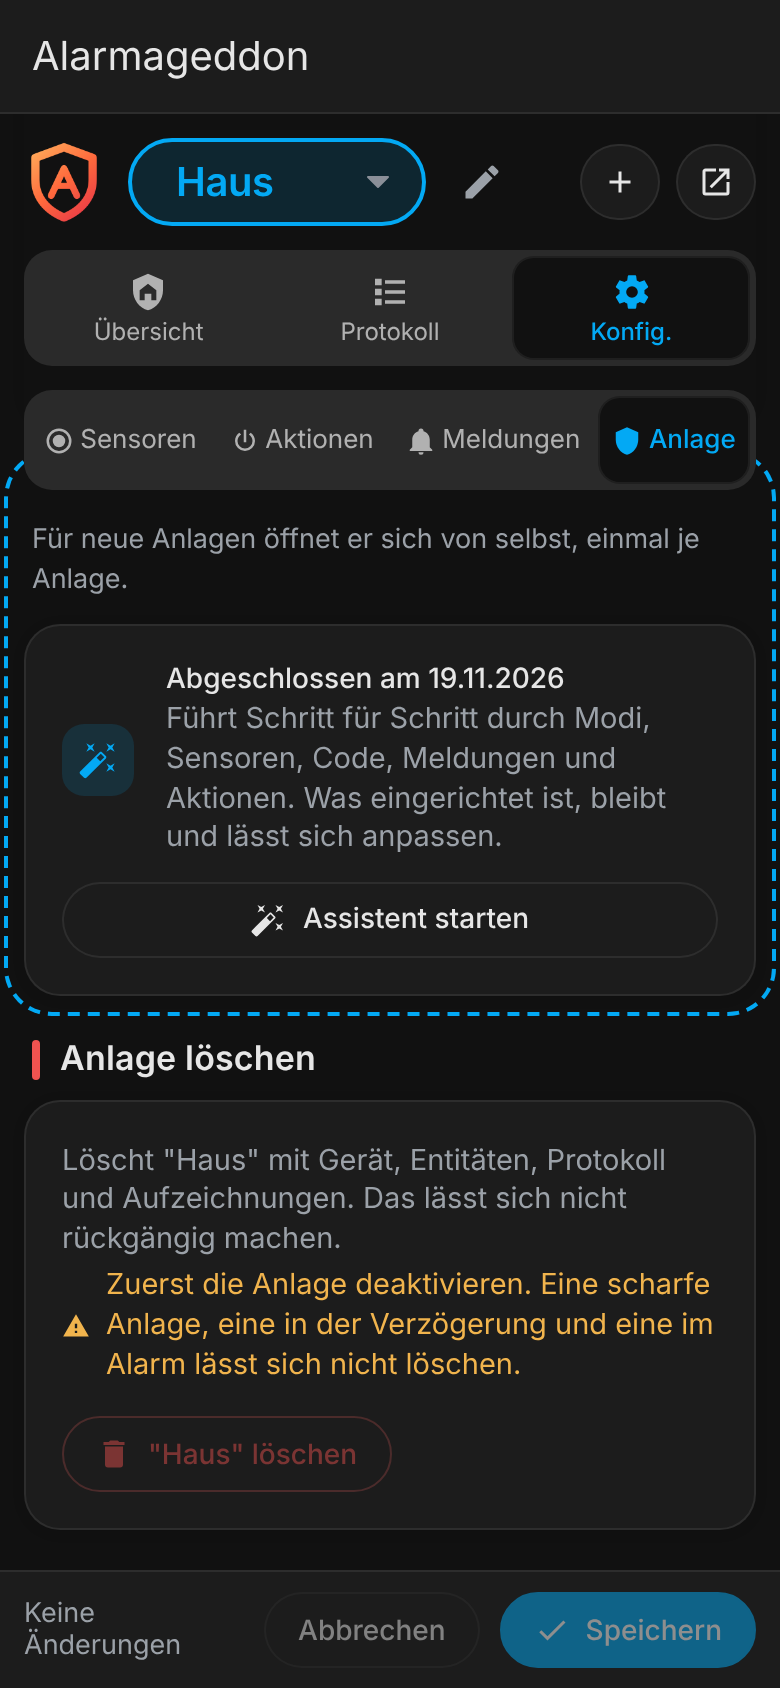 Alarmageddon
Haus
Übersicht
Protokoll
Konfig.
Sensoren
Aktionen
Meldungen
Anlage
Für neue Anlagen öffnet er sich von selbst, einmal je
Anlage.
Abgeschlossen am 19.11.2026
Führt Schritt für Schritt durch Modi,
Sensoren, Code, Meldungen und
Aktionen. Was eingerichtet ist, bleibt
und lässt sich anpassen.
Assistent starten
Anlage löschen
Löscht "Haus" mit Gerät, Entitäten, Protokoll
und Aufzeichnungen. Das lässt sich nicht
rückgängig machen.
Zuerst die Anlage deaktivieren. Eine scharfe
Anlage, eine in der Verzögerung und eine im
Alarm lässt sich nicht löschen.
"Haus" löschen
Keine
Änderungen
Abbrechen
Speichern